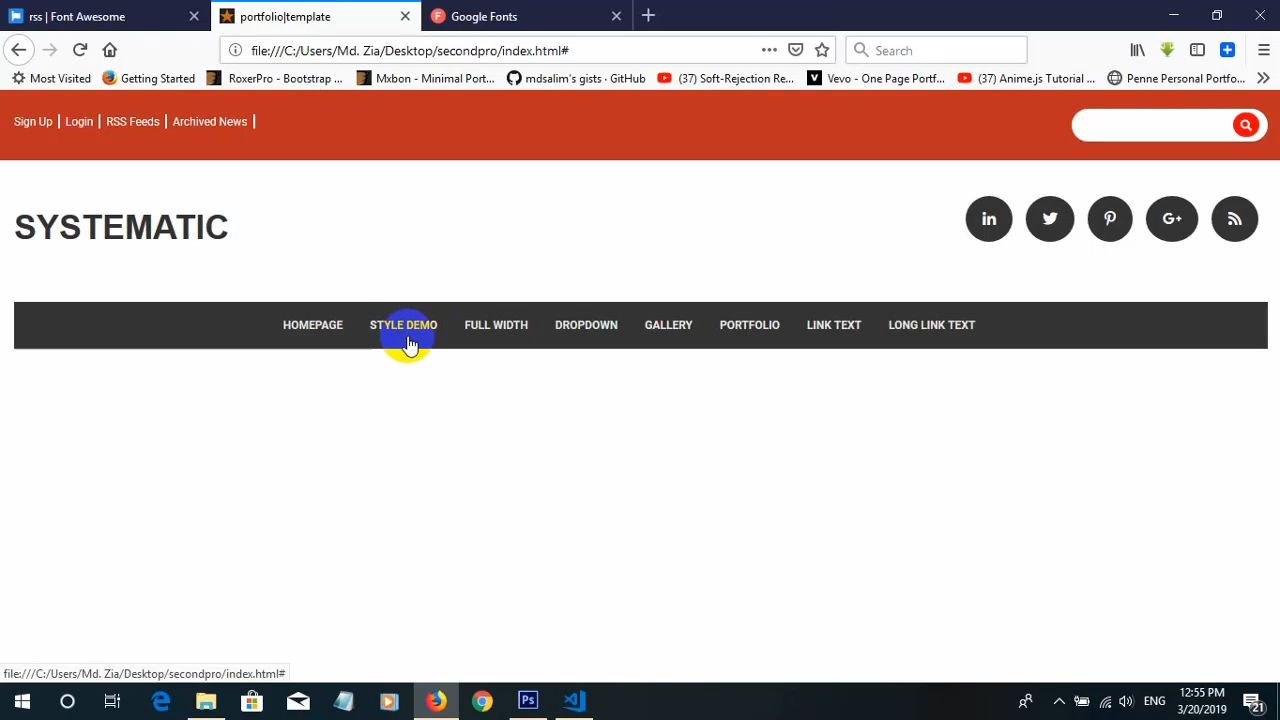 rss | Font Awesome
portfolio|template
Google Fonts
file:///C:/Users/Md. Zia/Desktop/secondpro/index.html#
Search
Most Visited
Getting Started
RoxerPro - Bootstrap ...
Mxbon - Minimal Port...
mdsalim's gists · GitHub
(37) Soft-Rejection Re...
Vevo - One Page Portf...
(37) Anime.js Tutorial ...
Penne Personal Portfo...
Sign Up
Login
RSS Feeds
Archived News
SYSTEMATIC
HOMEPAGE
STYLE DEMO
FULL WIDTH
DROPDOWN
GALLERY
PORTFOLIO
LINK TEXT
LONG LINK TEXT
file:///C:/Users/Md. Zia/Desktop/secondpro/index.html#
ENG
12:55 PM
3/20/2019
21